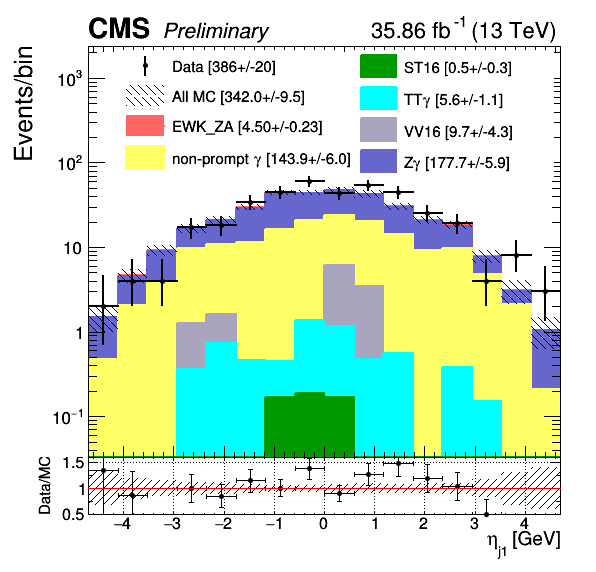 CMS Preliminary 35.86 fb⁻¹ (13 TeV)
Events/bin
Data [386+/-20]
All MC [342.0+/-9.5]
EWK_ZA [4.50+/-0.23]
non-prompt γ [143.9+/-6.0]
ST16 [0.5+/-0.3]
TTγ [5.6+/-1.1]
VV16 [9.7+/-4.3]
Zγ [177.7+/-5.9]
10³
10²
10
1
10⁻¹
Data/MC
1.5
1
0.5
−4 −3 −2 −1 0 1 2 3 4
η_j1 [GeV]